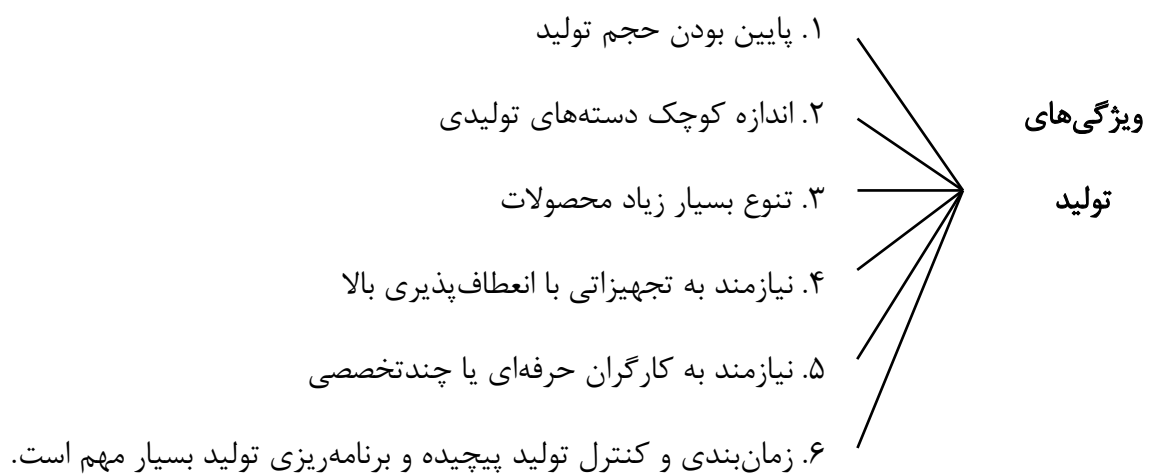 ویژگی‌های
تولید
۱. پایین بودن حجم تولید
۲. اندازه کوچک دسته‌های تولیدی
۳. تنوع بسیار زیاد محصولات
۴. نیازمند به تجهیزاتی با انعطاف‌پذیری بالا
۵. نیازمند به کارگران حرفه‌ای یا چندتخصصی
۶. زمان‌بندی و کنترل تولید پیچیده و برنامه‌ریزی تولید بسیار مهم است.